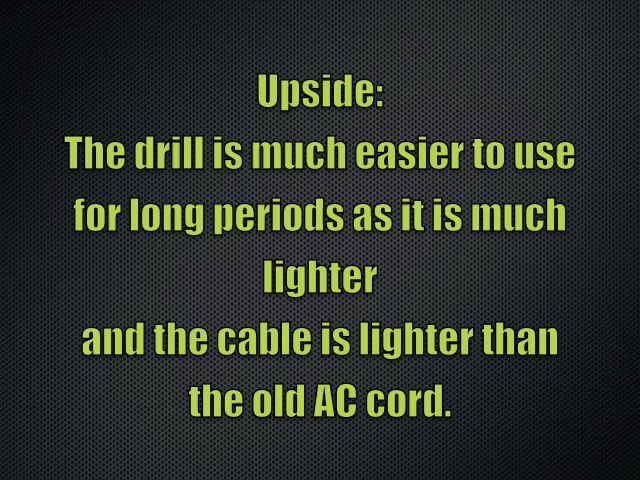 Upside:
The drill is much easier to use
for long periods as it is much
lighter
and the cable is lighter than
the old AC cord.